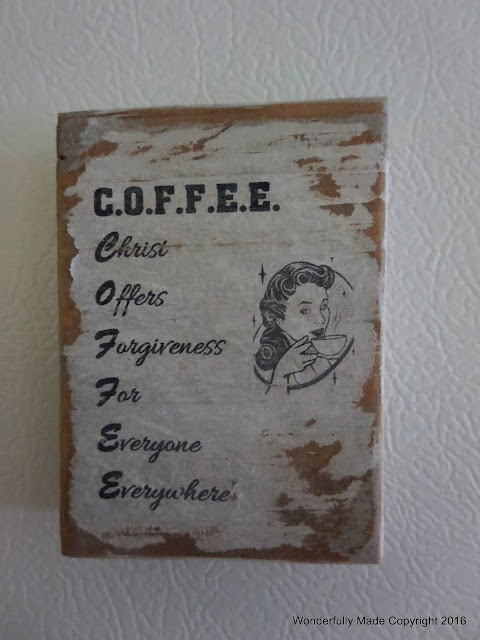 C.O.F.F.E.E.
Christ
Offers
Forgiveness
For
Everyone
Everywhere
Wonderfully Made Copyright 2016